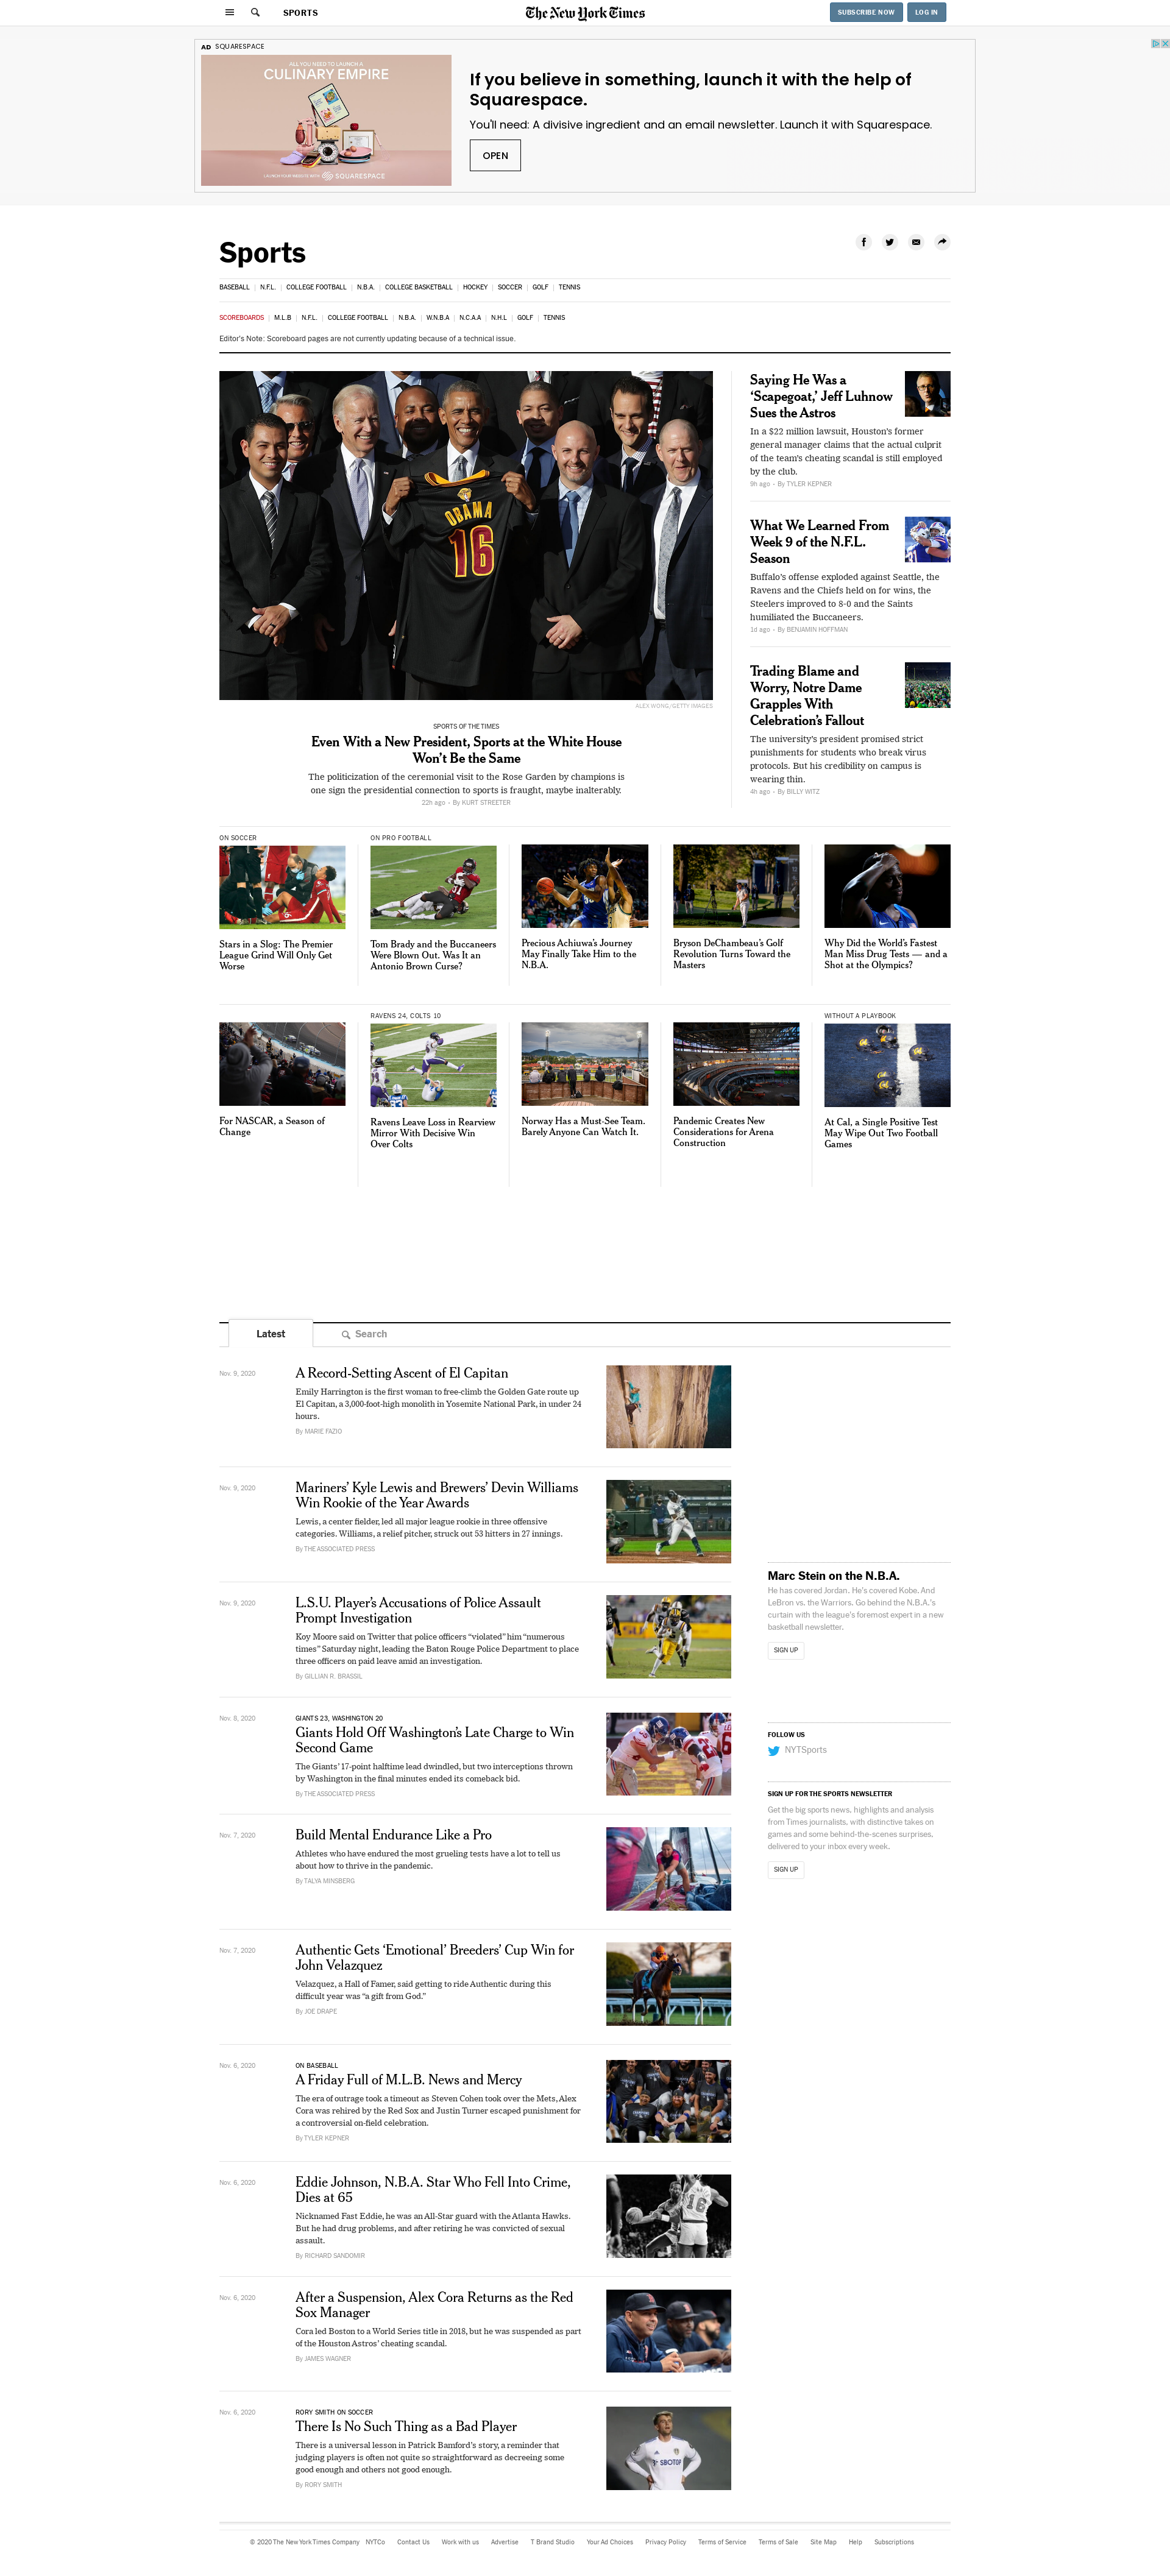 SPORTS
The New York Times
SUBSCRIBE NOW
LOG IN
AD SQUARESPACE
ALL YOU NEED TO LAUNCH A
CULINARY EMPIRE
LAUNCH YOUR WEBSITE WITH SQUARESPACE
If you believe in something, launch it with the help of
Squarespace.
You'll need: A divisive ingredient and an email newsletter. Launch it with Squarespace.
OPEN
Sports
BASEBALL N.F.L. COLLEGE FOOTBALL N.B.A. COLLEGE BASKETBALL HOCKEY SOCCER GOLF TENNIS
SCOREBOARDS M.L.B N.F.L. COLLEGE FOOTBALL N.B.A. W.N.B.A N.C.A.A N.H.L GOLF TENNIS
Editor's Note: Scoreboard pages are not currently updating because of a technical issue.
OBAMA
16
ALEX WONG/GETTY IMAGES
SPORTS OF THE TIMES
Even With a New President, Sports at the White House
Won't Be the Same
The politicization of the ceremonial visit to the Rose Garden by champions is
one sign the presidential connection to sports is fraught, maybe inalterably.
22h ago • By KURT STREETER
Saying He Was a
‘Scapegoat,’ Jeff Luhnow
Sues the Astros
In a $22 million lawsuit, Houston's former
general manager claims that the actual culprit
of the team's cheating scandal is still employed
by the club.
9h ago • By TYLER KEPNER
What We Learned From
Week 9 of the N.F.L.
Season
Buffalo's offense exploded against Seattle, the
Ravens and the Chiefs held on for wins, the
Steelers improved to 8-0 and the Saints
humiliated the Buccaneers.
1d ago • By BENJAMIN HOFFMAN
Trading Blame and
Worry, Notre Dame
Grapples With
Celebration's Fallout
The university's president promised strict
punishments for students who break virus
protocols. But his credibility on campus is
wearing thin.
4h ago • By BILLY WITZ
ON SOCCER
Stars in a Slog: The Premier
League Grind Will Only Get
Worse
ON PRO FOOTBALL
Tom Brady and the Buccaneers
Were Blown Out. Was It an
Antonio Brown Curse?
Precious Achiuwa's Journey
May Finally Take Him to the
N.B.A.
Bryson DeChambeau's Golf
Revolution Turns Toward the
Masters
Why Did the World's Fastest
Man Miss Drug Tests — and a
Shot at the Olympics?
For NASCAR, a Season of
Change
RAVENS 24, COLTS 10
Ravens Leave Loss in Rearview
Mirror With Decisive Win
Over Colts
Norway Has a Must-See Team.
Barely Anyone Can Watch It.
Pandemic Creates New
Considerations for Arena
Construction
WITHOUT A PLAYBOOK
At Cal, a Single Positive Test
May Wipe Out Two Football
Games
Latest
Search
Nov. 9, 2020
A Record-Setting Ascent of El Capitan
Emily Harrington is the first woman to free-climb the Golden Gate route up
El Capitan, a 3,000-foot-high monolith in Yosemite National Park, in under 24
hours.
By MARIE FAZIO
Nov. 9, 2020
Mariners' Kyle Lewis and Brewers' Devin Williams
Win Rookie of the Year Awards
Lewis, a center fielder, led all major league rookie in three offensive
categories. Williams, a relief pitcher, struck out 53 hitters in 27 innings.
By THE ASSOCIATED PRESS
Nov. 9, 2020
L.S.U. Player's Accusations of Police Assault
Prompt Investigation
Koy Moore said on Twitter that police officers “violated” him “numerous
times” Saturday night, leading the Baton Rouge Police Department to place
three officers on paid leave amid an investigation.
By GILLIAN R. BRASSIL
Nov. 8, 2020
GIANTS 23, WASHINGTON 20
Giants Hold Off Washington's Late Charge to Win
Second Game
The Giants' 17-point halftime lead dwindled, but two interceptions thrown
by Washington in the final minutes ended its comeback bid.
By THE ASSOCIATED PRESS
Nov. 7, 2020
Build Mental Endurance Like a Pro
Athletes who have endured the most grueling tests have a lot to tell us
about how to thrive in the pandemic.
By TALYA MINSBERG
Nov. 7, 2020
Authentic Gets ‘Emotional’ Breeders' Cup Win for
John Velazquez
Velazquez, a Hall of Famer, said getting to ride Authentic during this
difficult year was “a gift from God.”
By JOE DRAPE
Nov. 6, 2020
ON BASEBALL
A Friday Full of M.L.B. News and Mercy
The era of outrage took a timeout as Steven Cohen took over the Mets, Alex
Cora was rehired by the Red Sox and Justin Turner escaped punishment for
a controversial on-field celebration.
By TYLER KEPNER
Nov. 6, 2020
Eddie Johnson, N.B.A. Star Who Fell Into Crime,
Dies at 65
Nicknamed Fast Eddie, he was an All-Star guard with the Atlanta Hawks.
But he had drug problems, and after retiring he was convicted of sexual
assault.
By RICHARD SANDOMIR
16
Nov. 6, 2020
After a Suspension, Alex Cora Returns as the Red
Sox Manager
Cora led Boston to a World Series title in 2018, but he was suspended as part
of the Houston Astros' cheating scandal.
By JAMES WAGNER
Nov. 6, 2020
RORY SMITH ON SOCCER
There Is No Such Thing as a Bad Player
There is a universal lesson in Patrick Bamford's story, a reminder that
judging players is often not quite so straightforward as decreeing some
good enough and others not good enough.
By RORY SMITH
SBOTOP
Marc Stein on the N.B.A.
He has covered Jordan. He's covered Kobe. And
LeBron vs. the Warriors. Go behind the N.B.A.'s
curtain with the league's foremost expert in a new
basketball newsletter.
SIGN UP
FOLLOW US
NYTSports
SIGN UP FOR THE SPORTS NEWSLETTER
Get the big sports news, highlights and analysis
from Times journalists, with distinctive takes on
games and some behind-the-scenes surprises,
delivered to your inbox every week.
SIGN UP
© 2020 The New York Times Company NYTCo Contact Us Work with us Advertise T Brand Studio Your Ad Choices Privacy Policy Terms of Service Terms of Sale Site Map Help Subscriptions